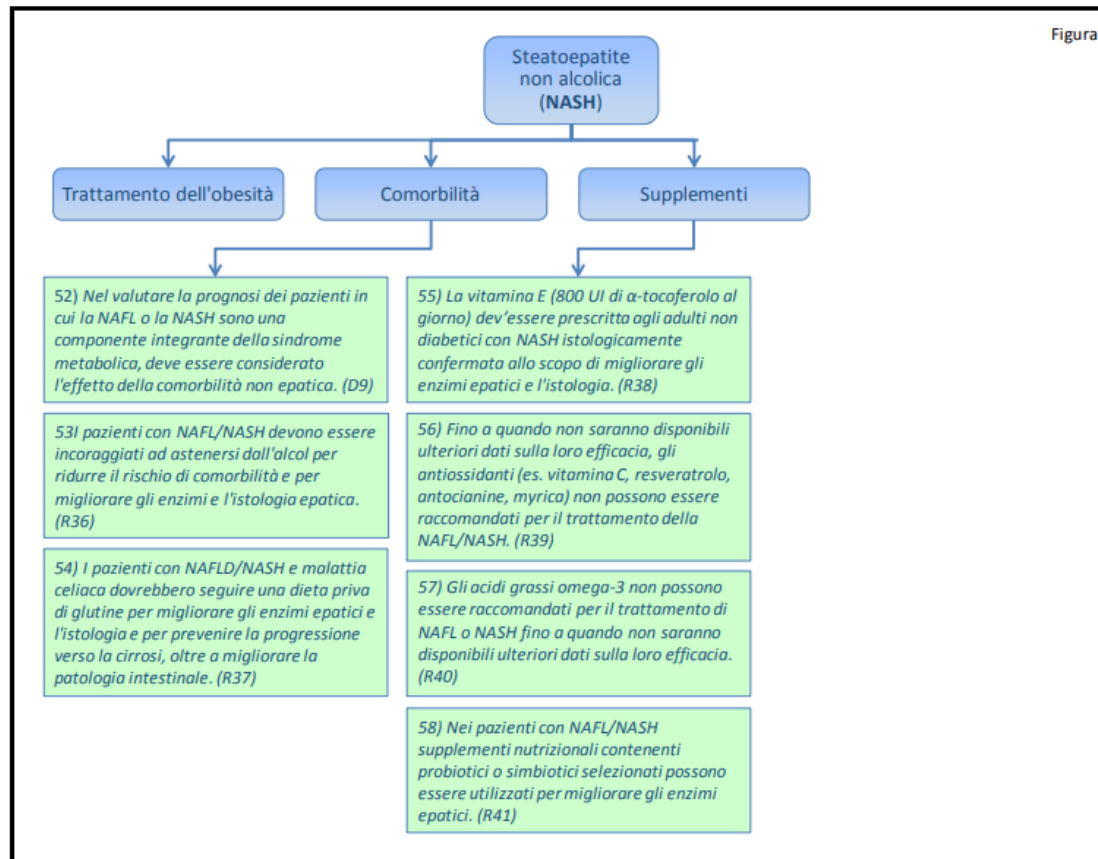 Figura
Steatoepatite
non alcolica
(NASH)
Trattamento dell'obesità
Comorbilità
Supplementi
52) Nel valutare la prognosi dei pazienti in
cui la NAFL o la NASH sono una
componente integrante della sindrome
metabolica, deve essere considerato
l'effetto della comorbilità non epatica. (D9)
53I pazienti con NAFL/NASH devono essere
incoraggiati ad astenersi dall'alcol per
ridurre il rischio di comorbilità e per
migliorare gli enzimi e l'istologia epatica.
(R36)
54) I pazienti con NAFLD/NASH e malattia
celiaca dovrebbero seguire una dieta priva
di glutine per migliorare gli enzimi epatici e
l'istologia e per prevenire la progressione
verso la cirrosi, oltre a migliorare la
patologia intestinale. (R37)
55) La vitamina E (800 UI di α-tocoferolo al
giorno) dev'essere prescritta agli adulti non
diabetici con NASH istologicamente
confermata allo scopo di migliorare gli
enzimi epatici e l'istologia. (R38)
56) Fino a quando non saranno disponibili
ulteriori dati sulla loro efficacia, gli
antiossidanti (es. vitamina C, resveratrolo,
antocianine, myrica) non possono essere
raccomandati per il trattamento della
NAFL/NASH. (R39)
57) Gli acidi grassi omega-3 non possono
essere raccomandati per il trattamento di
NAFL o NASH fino a quando non saranno
disponibili ulteriori dati sulla loro efficacia.
(R40)
58) Nei pazienti con NAFL/NASH
supplementi nutrizionali contenenti
probiotici o simbiotici selezionati possono
essere utilizzati per migliorare gli enzimi
epatici. (R41)